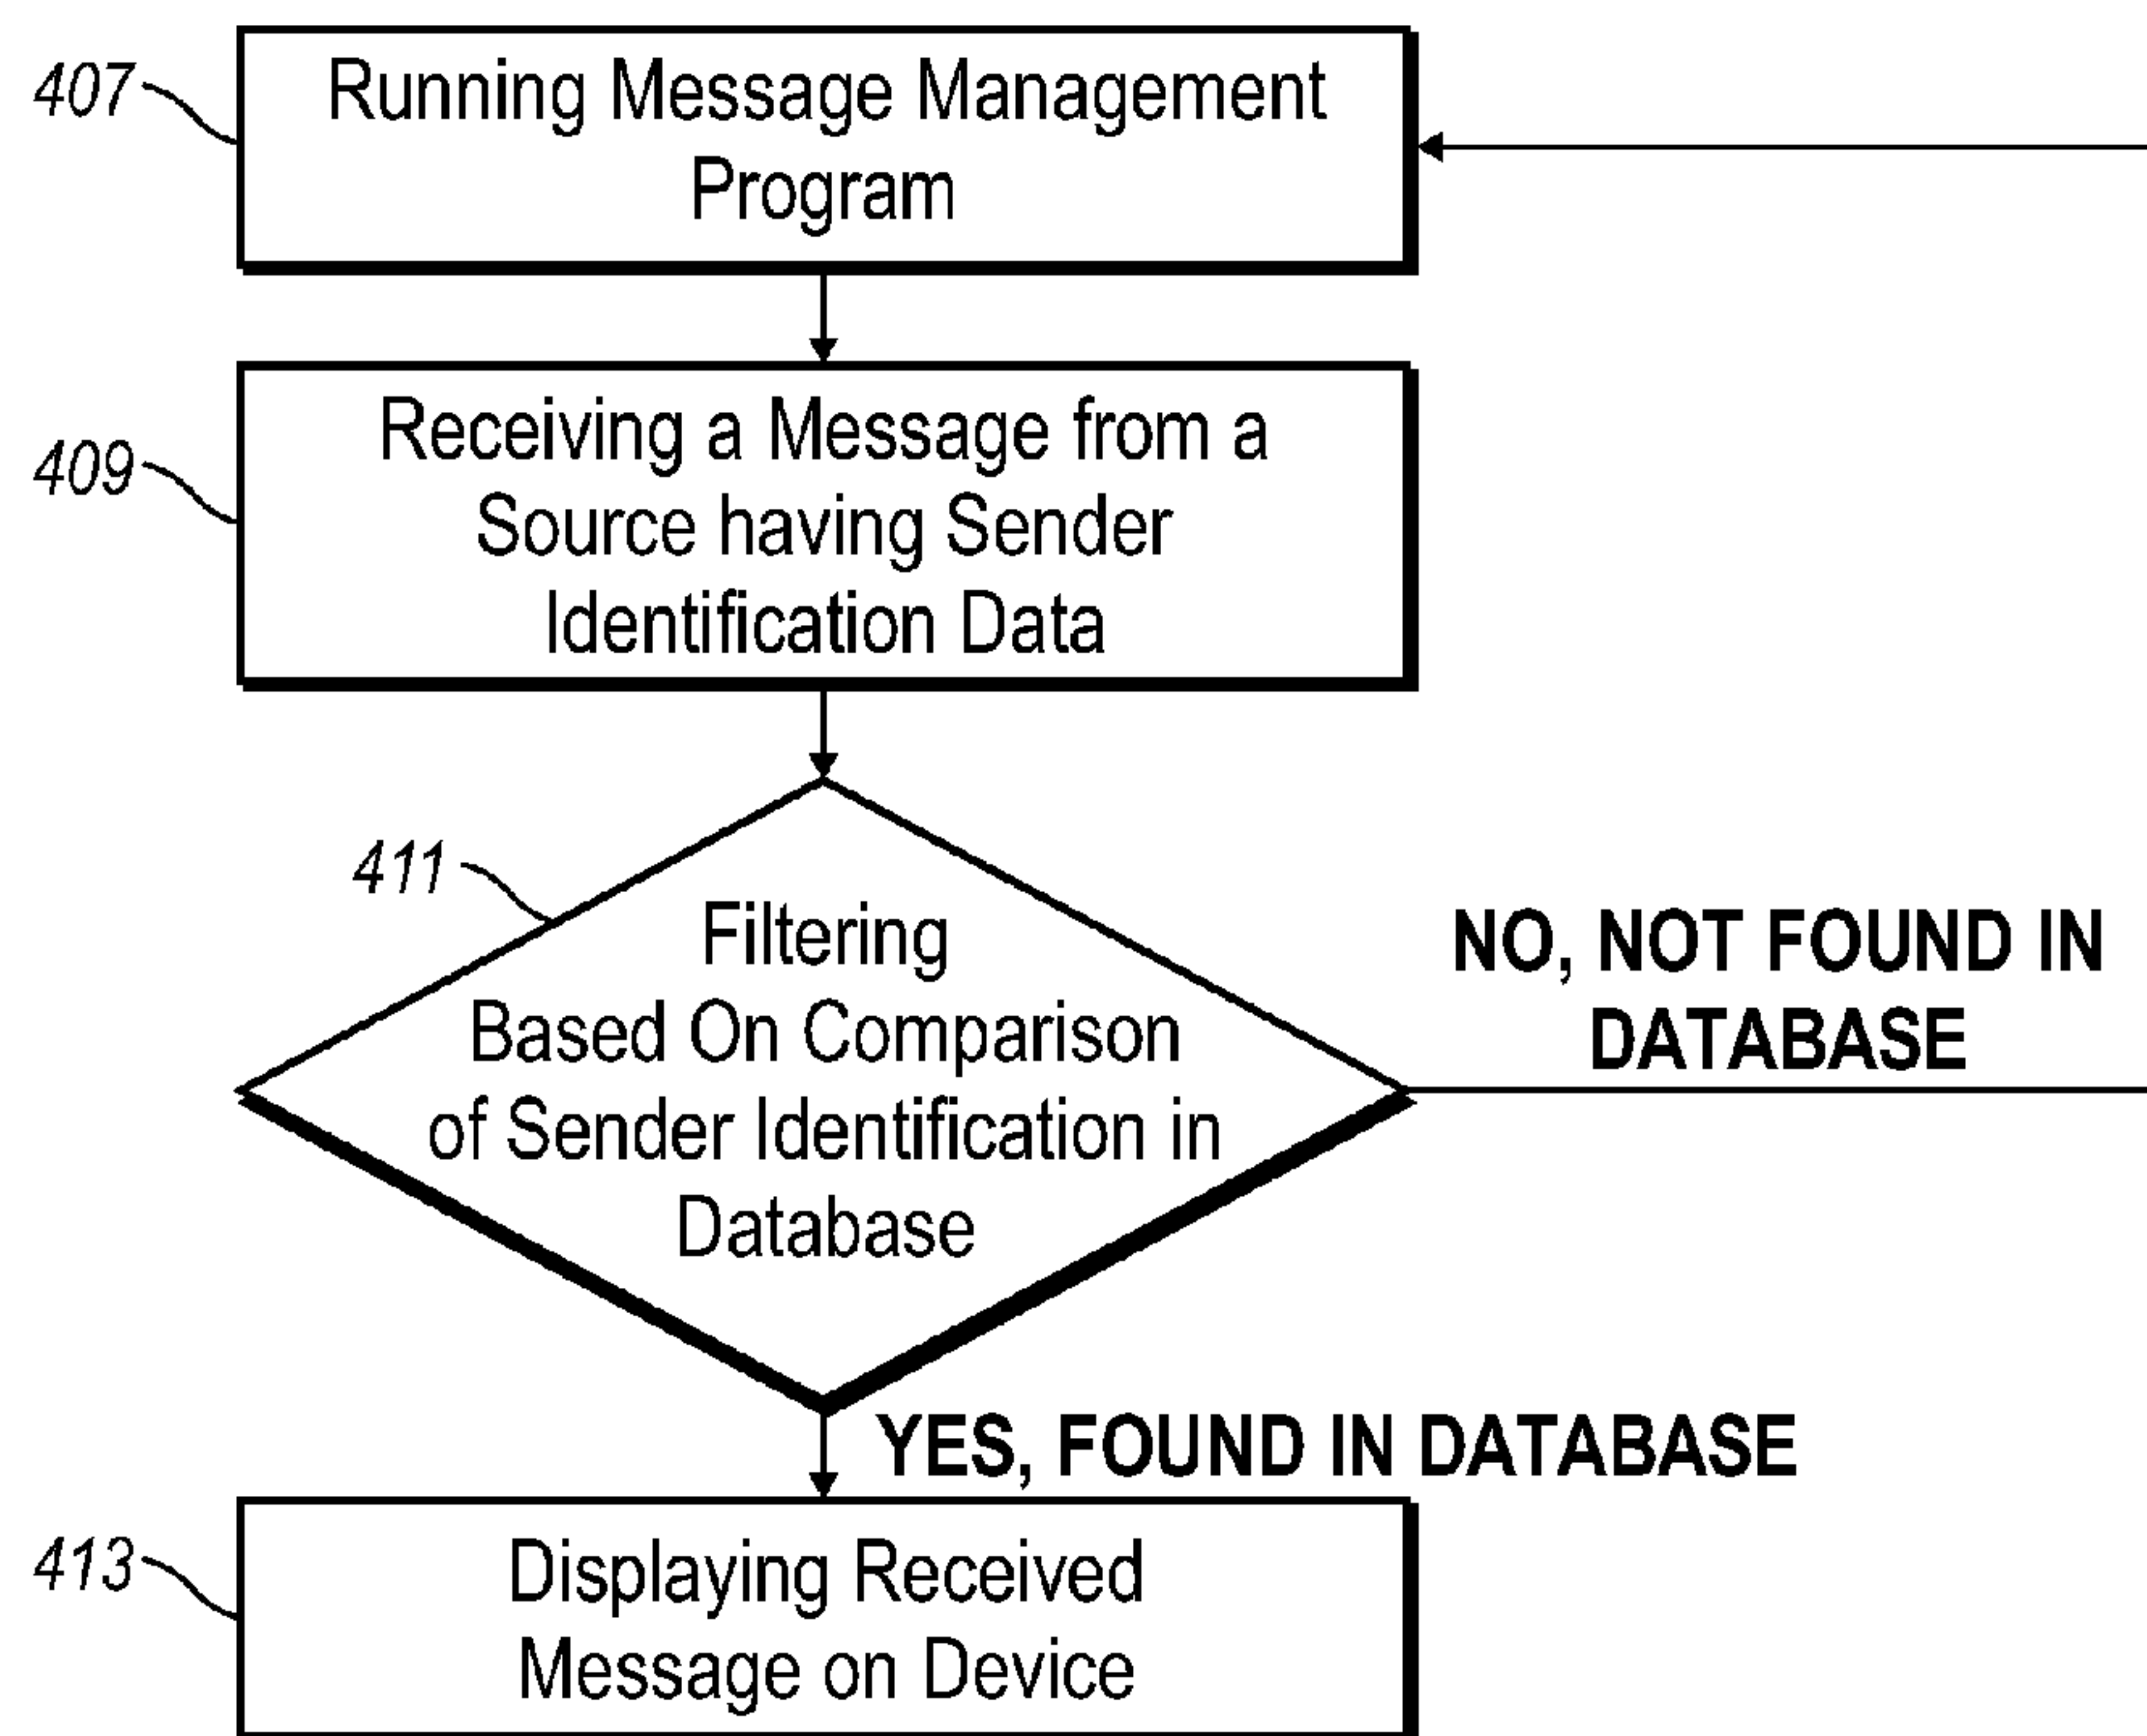 407
Running Message Management
Program
409
Receiving a Message from a
Source having Sender
Identification Data
411
Filtering
Based On Comparison
of Sender Identification in
Database
NO, NOT FOUND IN
DATABASE
YES, FOUND IN DATABASE
413
Displaying Received
Message on Device